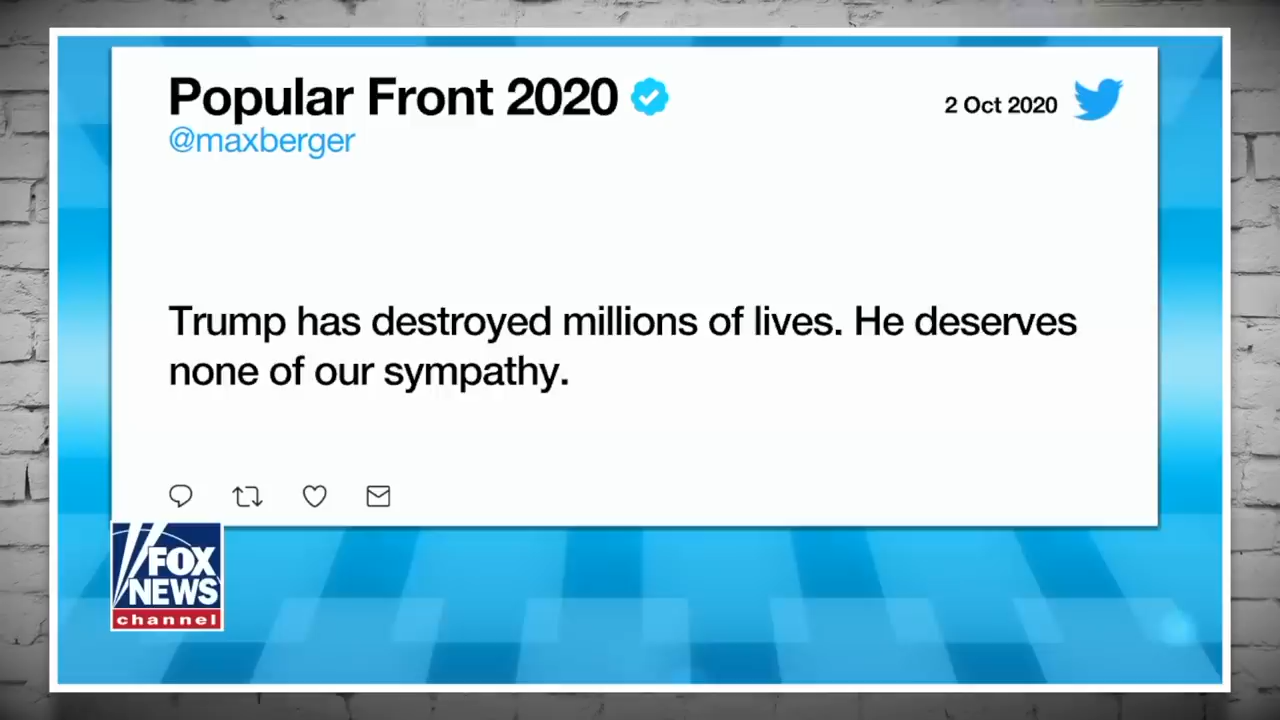 Popular Front 2020
@maxberger
2 Oct 2020
Trump has destroyed millions of lives. He deserves
none of our sympathy.
FOX
NEWS
channel